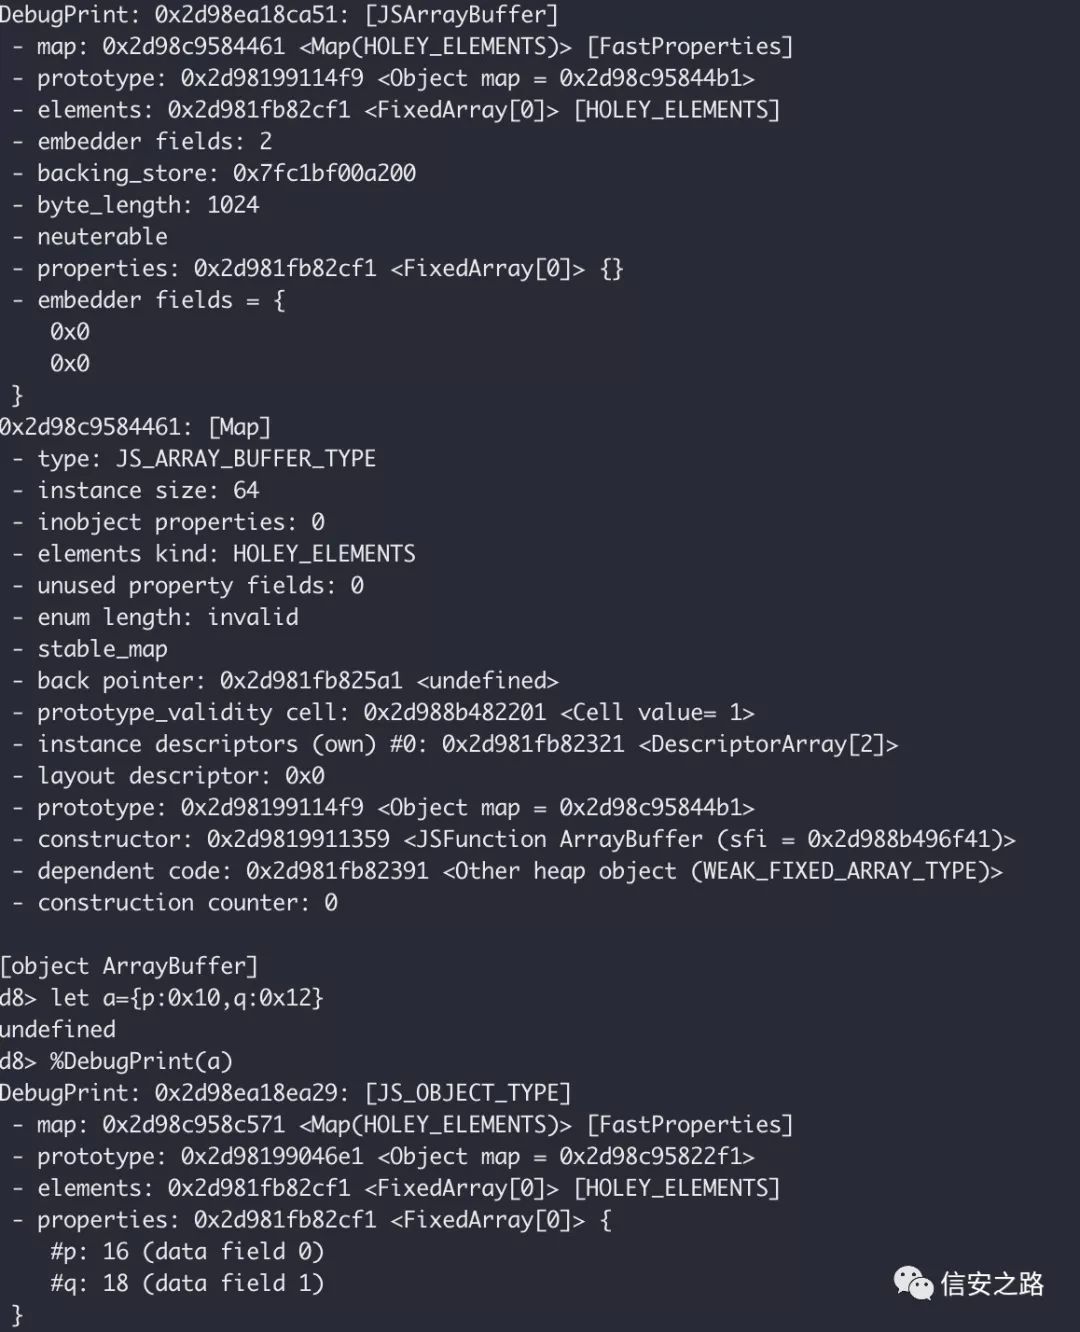 DebugPrint: 0x2d98ea18ca51: [JSArrayBuffer]
- map: 0x2d98c9584461 <Map(HOLEY_ELEMENTS)> [FastProperties]
- prototype: 0x2d98199114f9 <Object map = 0x2d98c95844b1>
- elements: 0x2d981fb82cf1 <FixedArray[0]> [HOLEY_ELEMENTS]
- embedder fields: 2
- backing_store: 0x7fc1bf00a200
- byte_length: 1024
- neuterable
- properties: 0x2d981fb82cf1 <FixedArray[0]> {}
- embedder fields = {
0x0
0x0
}
0x2d98c9584461: [Map]
- type: JS_ARRAY_BUFFER_TYPE
- instance size: 64
- inobject properties: 0
- elements kind: HOLEY_ELEMENTS
- unused property fields: 0
- enum length: invalid
- stable_map
- back pointer: 0x2d981fb825a1 <undefined>
- prototype_validity cell: 0x2d988b482201 <Cell value= 1>
- instance descriptors (own) #0: 0x2d981fb82321 <DescriptorArray[2]>
- layout descriptor: 0x0
- prototype: 0x2d98199114f9 <Object map = 0x2d98c95844b1>
- constructor: 0x2d9819911359 <JSFunction ArrayBuffer (sfi = 0x2d988b496f41)>
- dependent code: 0x2d981fb82391 <Other heap object (WEAK_FIXED_ARRAY_TYPE)>
- construction counter: 0
[object ArrayBuffer]
d8> let a={p:0x10,q:0x12}
undefined
d8> %DebugPrint(a)
DebugPrint: 0x2d98ea18ea29: [JS_OBJECT_TYPE]
- map: 0x2d98c958c571 <Map(HOLEY_ELEMENTS)> [FastProperties]
- prototype: 0x2d98199046e1 <Object map = 0x2d98c95822f1>
- elements: 0x2d981fb82cf1 <FixedArray[0]> [HOLEY_ELEMENTS]
- properties: 0x2d981fb82cf1 <FixedArray[0]> {
#p: 16 (data field 0)
#q: 18 (data field 1)
}
信安之路